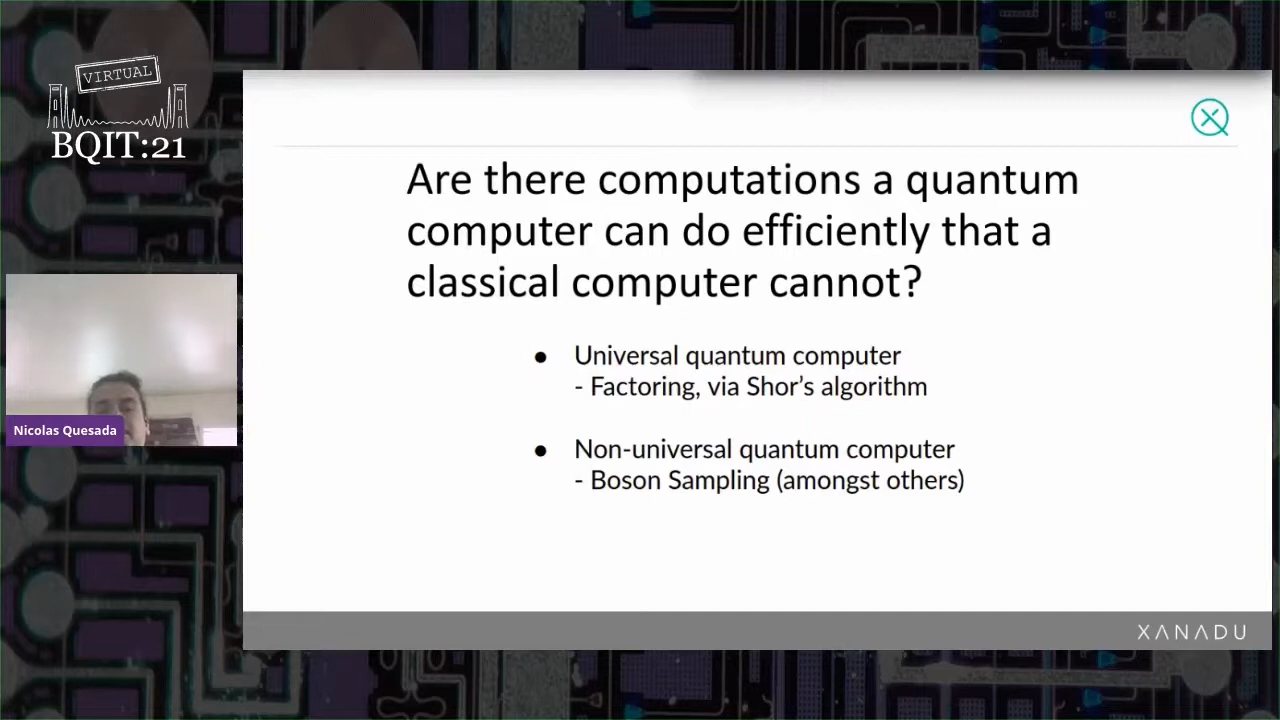 VIRTUAL
BQIT:21
Are there computations a quantum
computer can do efficiently that a
classical computer cannot?
● Universal quantum computer
- Factoring, via Shor’s algorithm
● Non-universal quantum computer
- Boson Sampling (amongst others)
Nicolas Quesada
XANADU